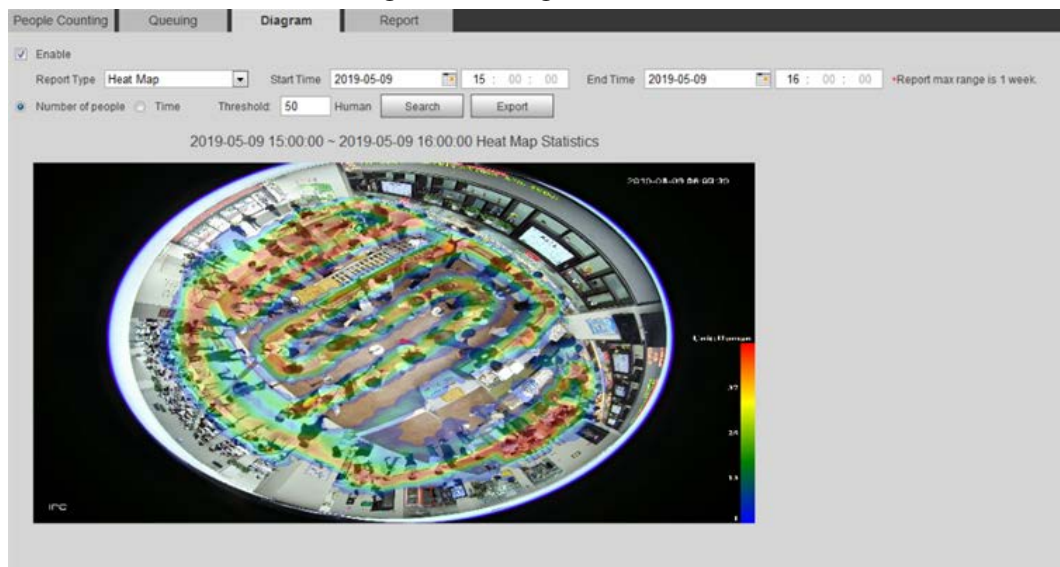 People Counting Queuing Diagram Report
Enable
Report Type Heat Map Start Time 2019-05-09 15 : 00 : 00 End Time 2019-05-09 16 : 00 : 00 *Report max range is 1 week.
Number of people Time Threshold: 50 Human Search Export
2019-05-09 15:00:00 ~ 2019-05-09 16:00:00 Heat Map Statistics
Unit:Human
IPC